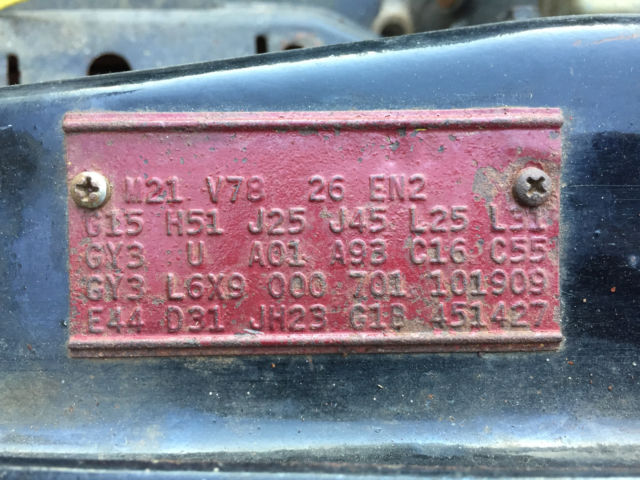 M21 V78 26 EN2
G15 H51 J25 J45 L25 L31
GY3 U A01 A93 C16 C55
GY3 L6X9 000 701 101909
E44 D31 JH23 G1B 451427